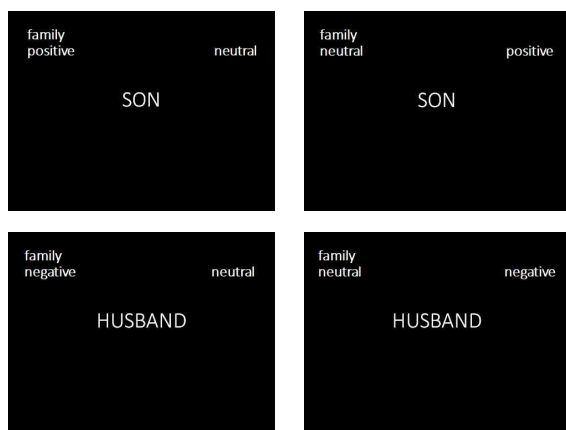 family
positive neutral
SON
family
neutral positive
SON
family
negative neutral
HUSBAND
family
neutral negative
HUSBAND